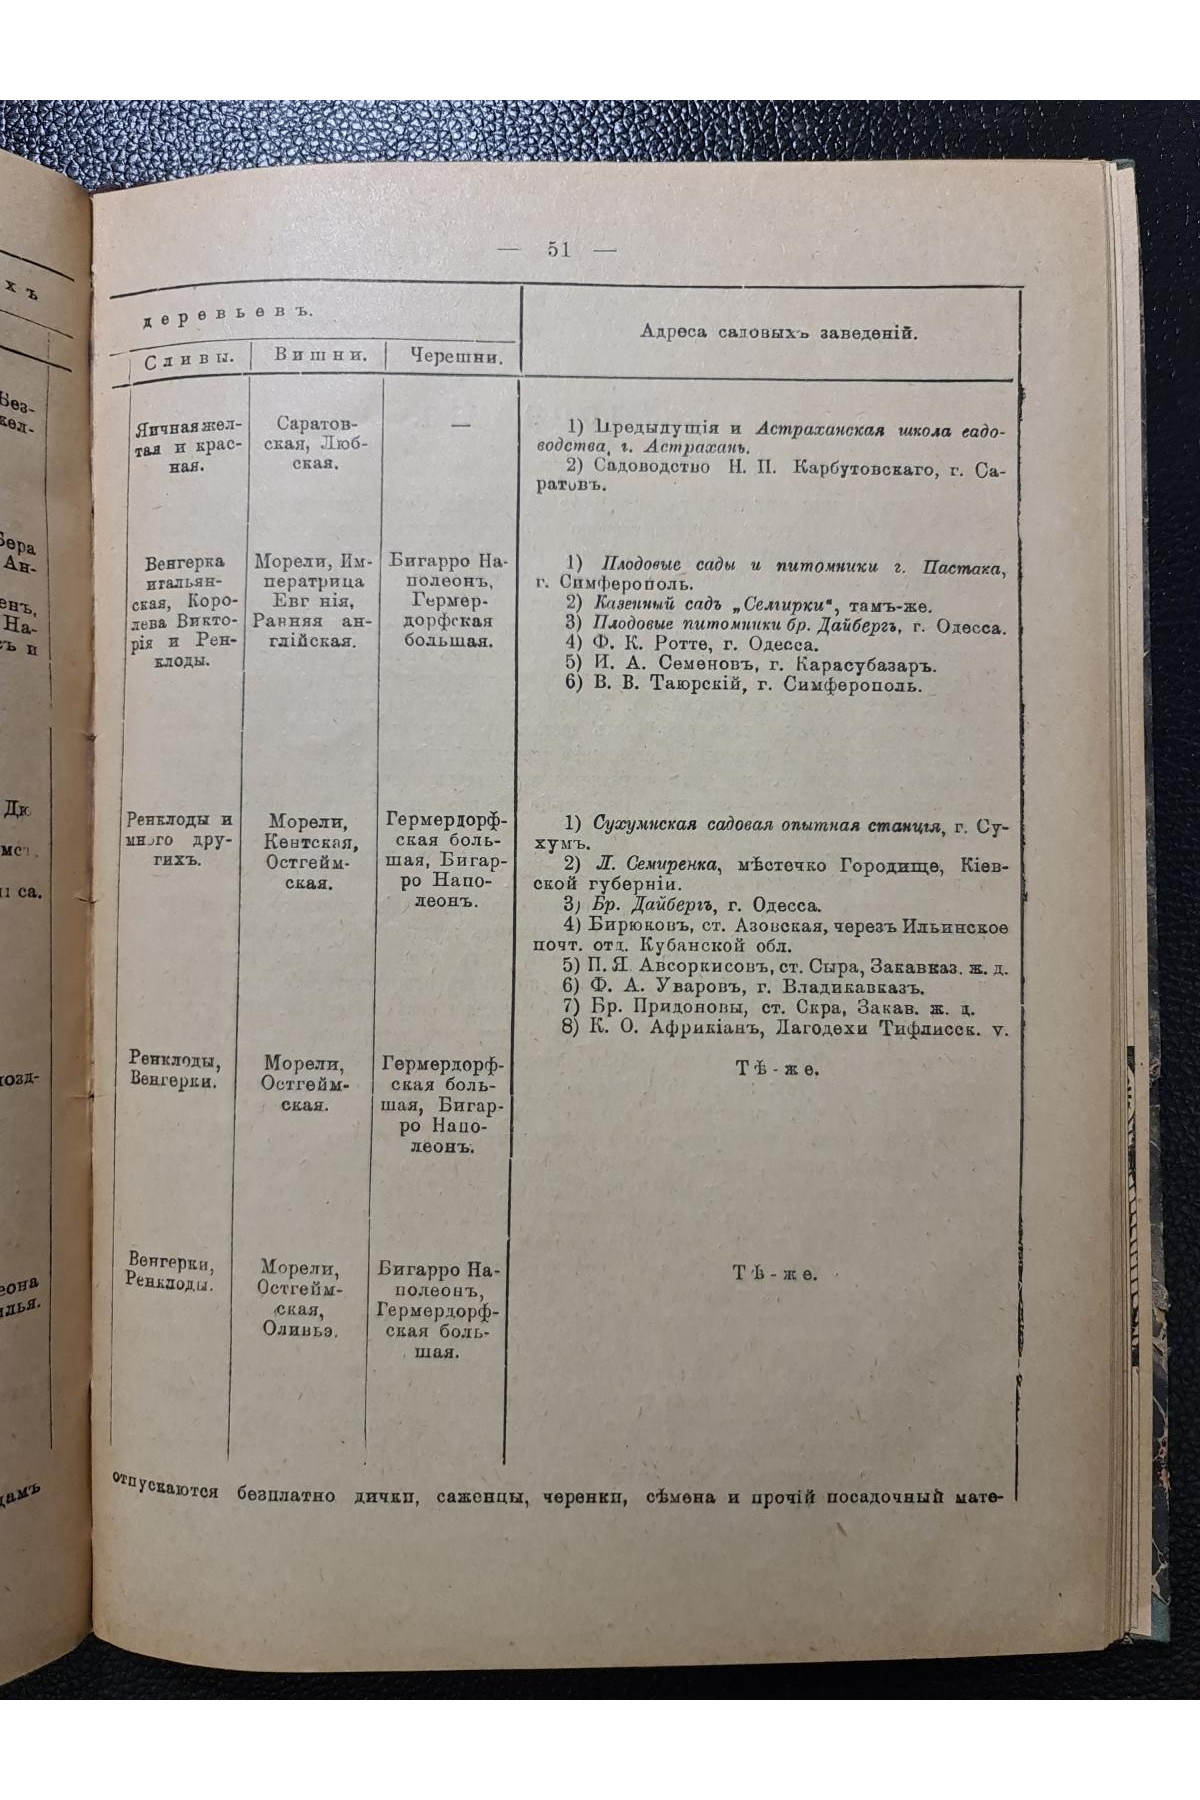 — 51 —
деревьевъ.
Адреса садовыхъ заведеній.
Сливы.
Вишни.
Черешни.
Яичная жел-
тая и крас-
ная.
Саратов-
ская, Люб-
ская.
—
1) Предыдущія и Астраханская школа садо-
водства, г. Астрахань.
2) Садоводство Н. П. Карбутовскаго, г. Са-
ратовъ.
Венгерка
итальян-
ская, Коро-
лева Викто-
рія и Рен-
клоды.
Морели, Им-
ператрица
Евг нія,
Ранняя ан-
глійская.
Бигарро На-
полеонъ,
Гермер-
дорфская
большая.
1) Плодовые сады и питомники г. Пастака,
г. Симферополь.
2) Казенный садъ „Салгирки", тамъ-же.
3) Плодовые питомники бр. Дайбергъ, г. Одесса.
4) Ф. К. Ротте, г. Одесса.
5) И. А. Семеновъ, г. Карасубазаръ.
6) В. В. Таюрскій, г. Симферополь.
Ренклоды и
много дру-
гихъ.
Морели,
Кентская,
Остгейм-
ская.
Гермердорф-
ская боль-
шая, Бигар-
ро Напо-
леонъ.
1) Сухумнская садовая опытная станція, г. Су-
хумъ.
2) Л. Семиренка, мѣстечко Городище, Кіев-
ской губерніи.
3) Бр. Дайбергъ, г. Одесса.
4) Бирюковъ, ст. Азовская, черезъ Ильинское
почт. отд. Кубанской обл.
5) П. Я. Авсоркисовъ, ст. Сыра, Закавказ. ж. д.
6) Ф. А. Уваровъ, г. Владикавказъ.
7) Бр. Придоновы, ст. Скра, Закав. ж. д.
8) К. О. Африкіанъ, Лагодехи Тифлисск. у.
Ренклоды,
Венгерки.
Морели,
Остгейм-
ская.
Гермердорф-
ская боль-
шая, Бигар-
ро Напо-
леонъ.
Тѣ-же.
Венгерки,
Ренклоды.
Морели,
Остгейм-
ская,
Оливьэ.
Бигарро На-
полеонъ,
Гермердорф-
ская боль-
шая.
Тѣ-же.
отпускаются безплатно дички, саженцы, черенки, сѣмена и прочій посадочный мате-